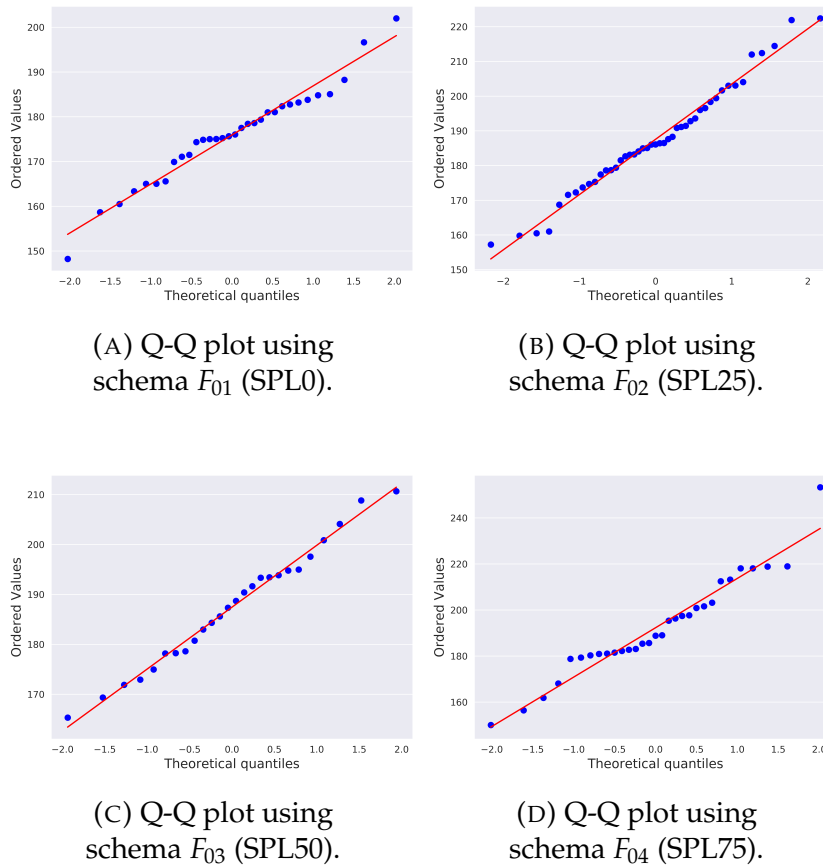 200
190
180
170
160
150
Ordered Values
−2.0 −1.5 −1.0 −0.5 0.0 0.5 1.0 1.5 2.0
Theoretical quantiles
(A) Q-Q plot using
schema F01 (SPL0).
220
210
200
190
180
170
160
150
Ordered Values
−2 −1 0 1 2
Theoretical quantiles
(B) Q-Q plot using
schema F02 (SPL25).
210
200
190
180
170
Ordered Values
−2.0 −1.5 −1.0 −0.5 0.0 0.5 1.0 1.5 2.0
Theoretical quantiles
(C) Q-Q plot using
schema F03 (SPL50).
240
220
200
180
160
Ordered Values
−2.0 −1.5 −1.0 −0.5 0.0 0.5 1.0 1.5 2.0
Theoretical quantiles
(D) Q-Q plot using
schema F04 (SPL75).